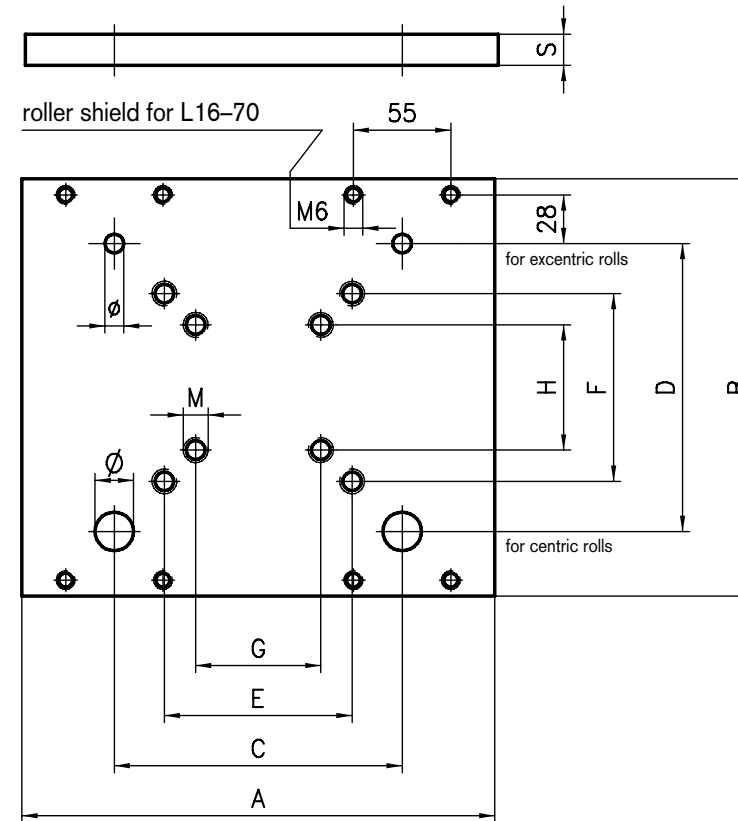 S
roller shield for L16–70
55
M6
28
for excentric rolls
ø
M
H
F
D
Ø
for centric rolls
G
E
C
A